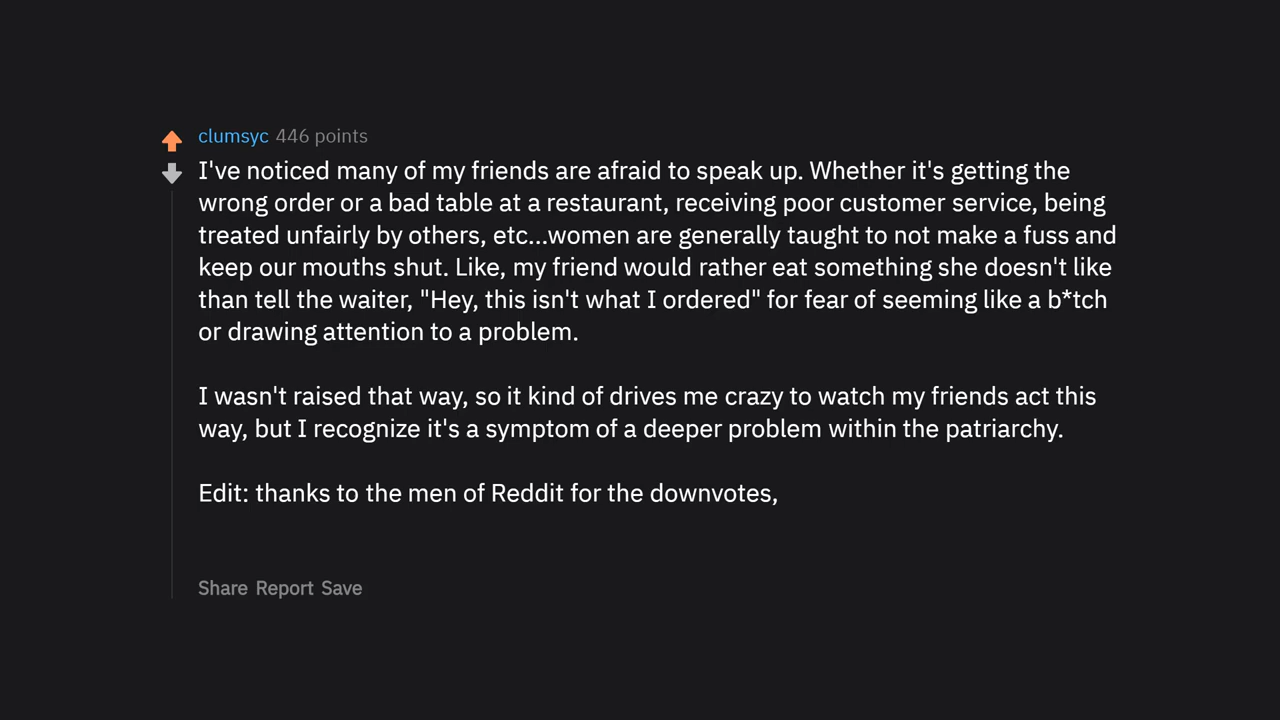 clumsyc 446 points
I've noticed many of my friends are afraid to speak up. Whether it's getting the
wrong order or a bad table at a restaurant, receiving poor customer service, being
treated unfairly by others, etc...women are generally taught to not make a fuss and
keep our mouths shut. Like, my friend would rather eat something she doesn't like
than tell the waiter, "Hey, this isn't what I ordered" for fear of seeming like a b*tch
or drawing attention to a problem.
I wasn't raised that way, so it kind of drives me crazy to watch my friends act this
way, but I recognize it's a symptom of a deeper problem within the patriarchy.
Edit: thanks to the men of Reddit for the downvotes,
Share Report Save